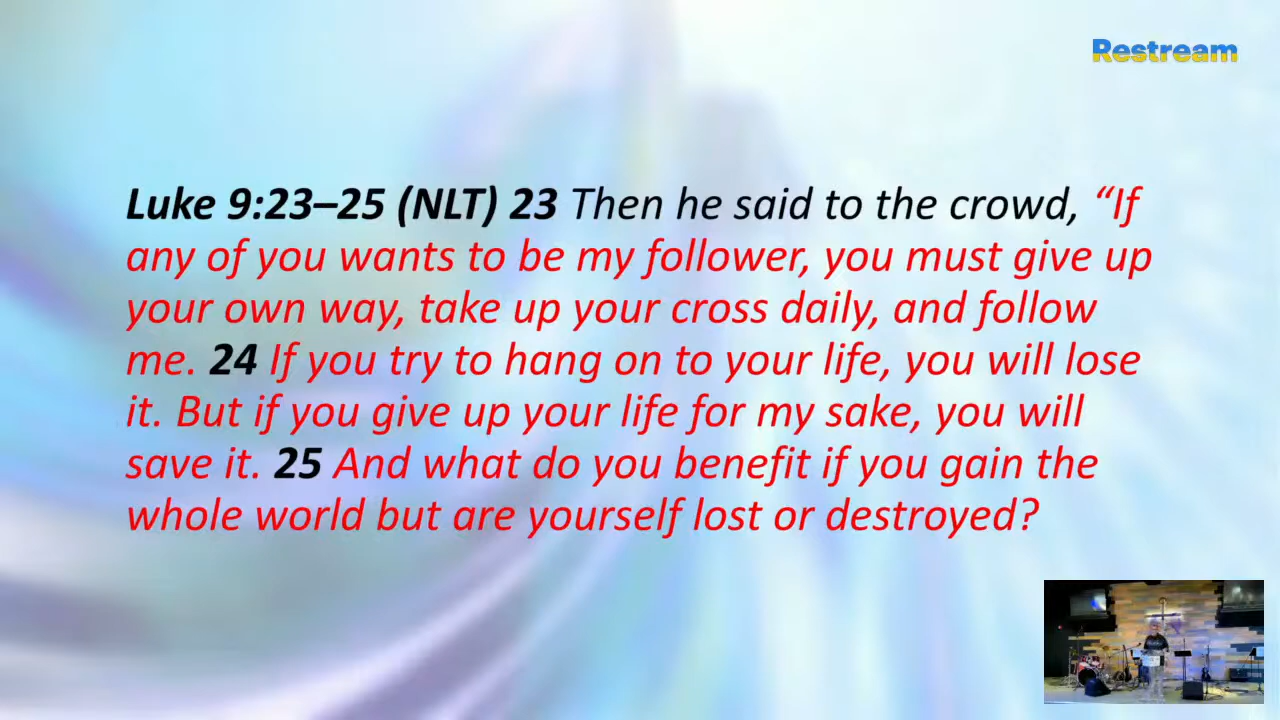 Restream
Luke 9:23–25 (NLT) 23 Then he said to the crowd, “If
any of you wants to be my follower, you must give up
your own way, take up your cross daily, and follow
me. 24 If you try to hang on to your life, you will lose
it. But if you give up your life for my sake, you will
save it. 25 And what do you benefit if you gain the
whole world but are yourself lost or destroyed?